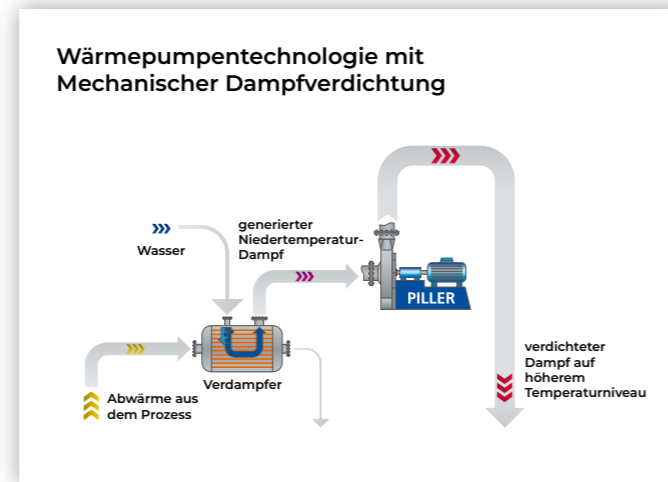 Wärmepumpentechnologie mit
Mechanischer Dampfverdichtung
Wasser
generierter
Niedertemperatur-
Dampf
PILLER
Verdampfer
Abwärme aus
dem Prozess
verdichteter
Dampf auf
höherem
Temperaturniveau